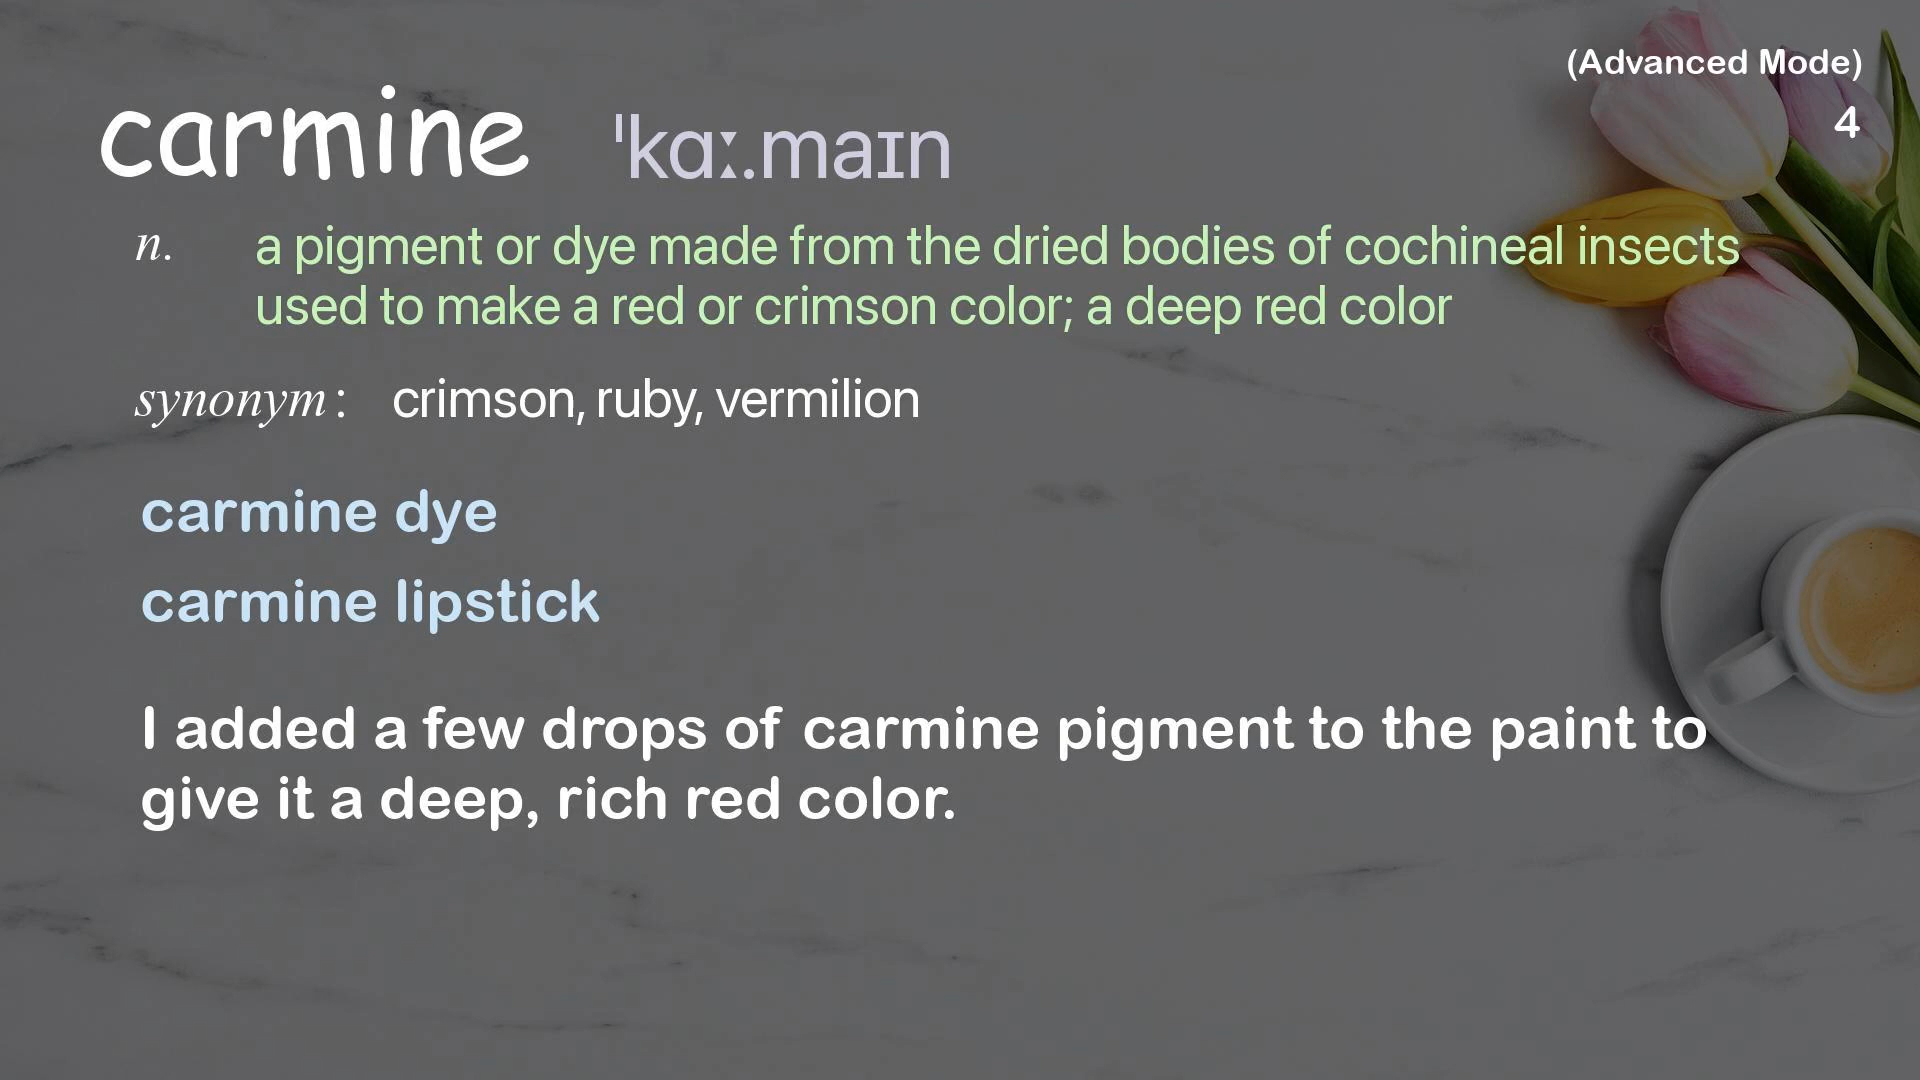 (Advanced Mode)
4
carmine ˈkɑː.maɪn
n. a pigment or dye made from the dried bodies of cochineal insects
used to make a red or crimson color; a deep red color
synonym: crimson, ruby, vermilion
carmine dye
carmine lipstick
I added a few drops of carmine pigment to the paint to
give it a deep, rich red color.